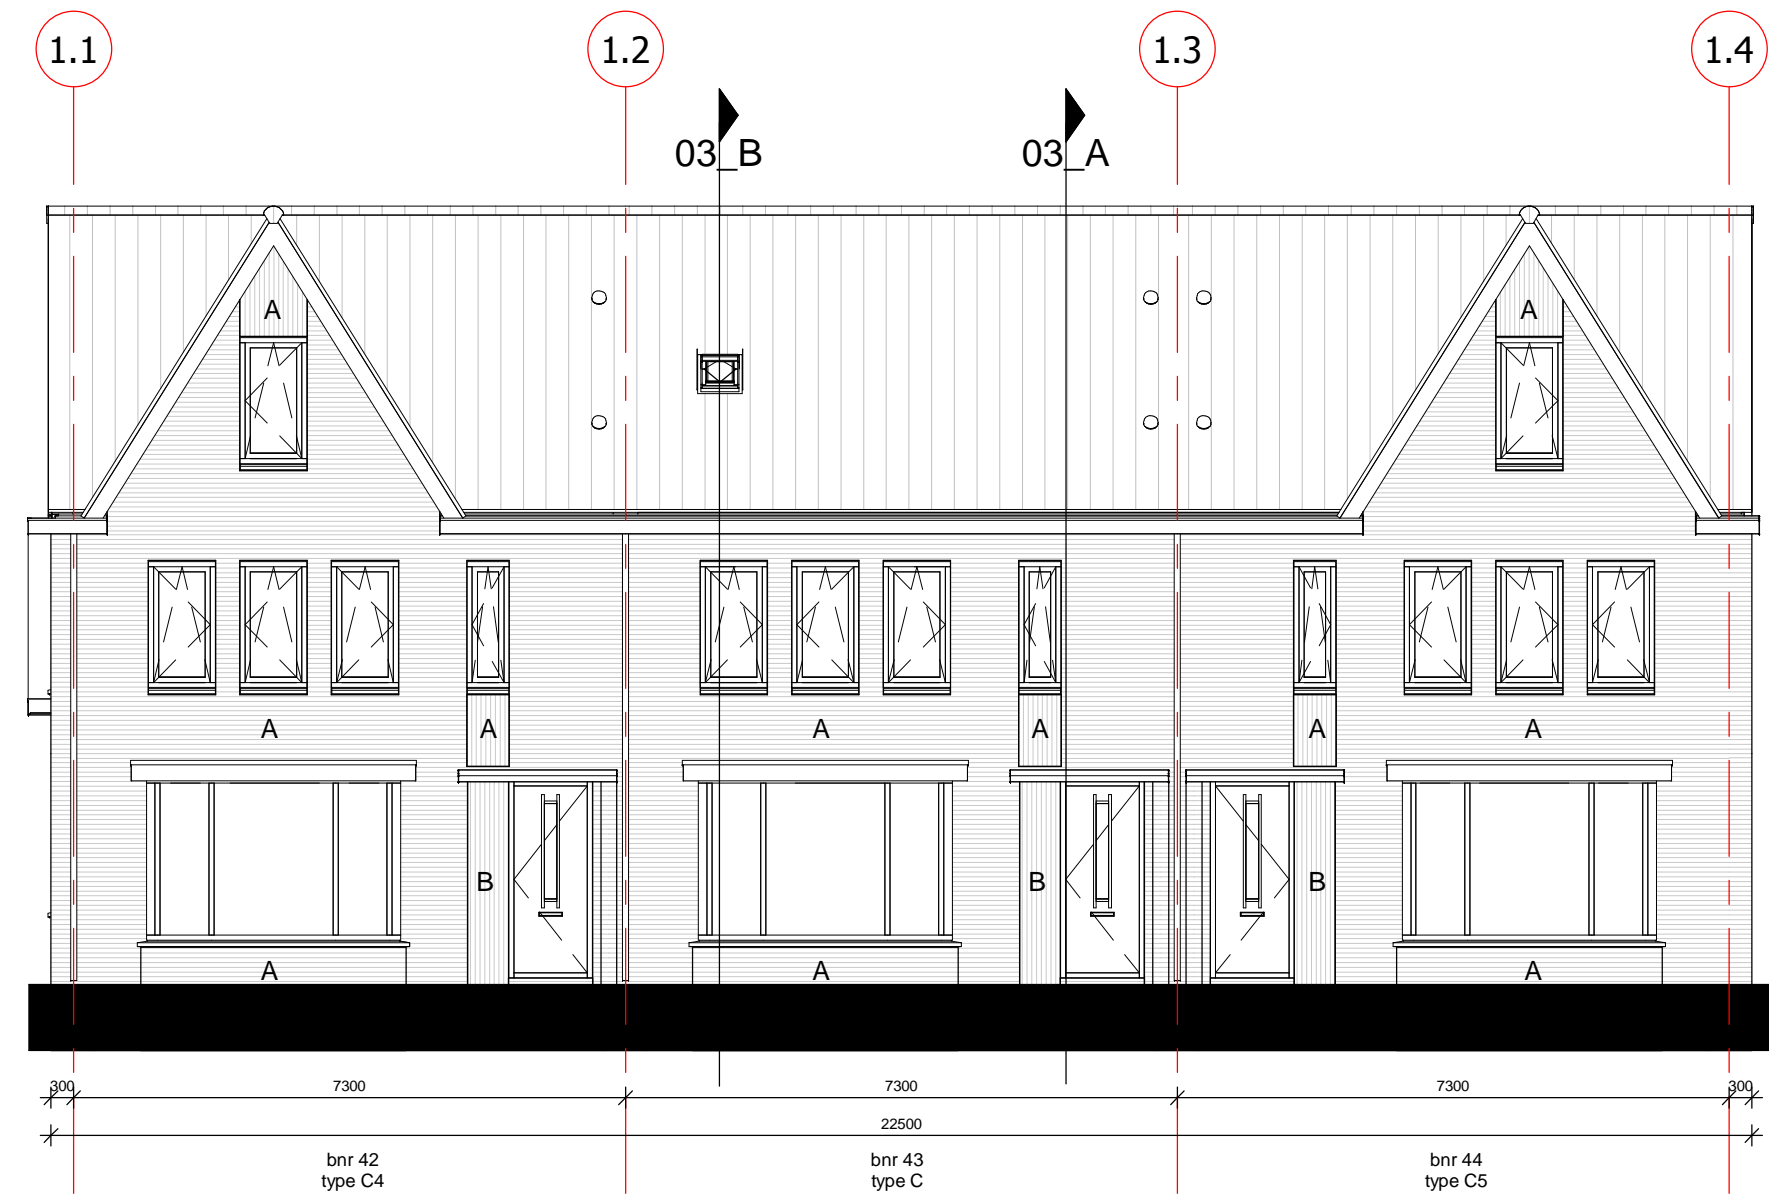 1.1 1.2 1.3 1.4
03_B 03_A
A A
A A A A A A
B B B
A A A
300 7300 7300 7300 300
22500
bnr 42 bnr 43 bnr 44
type C4 type C type C5